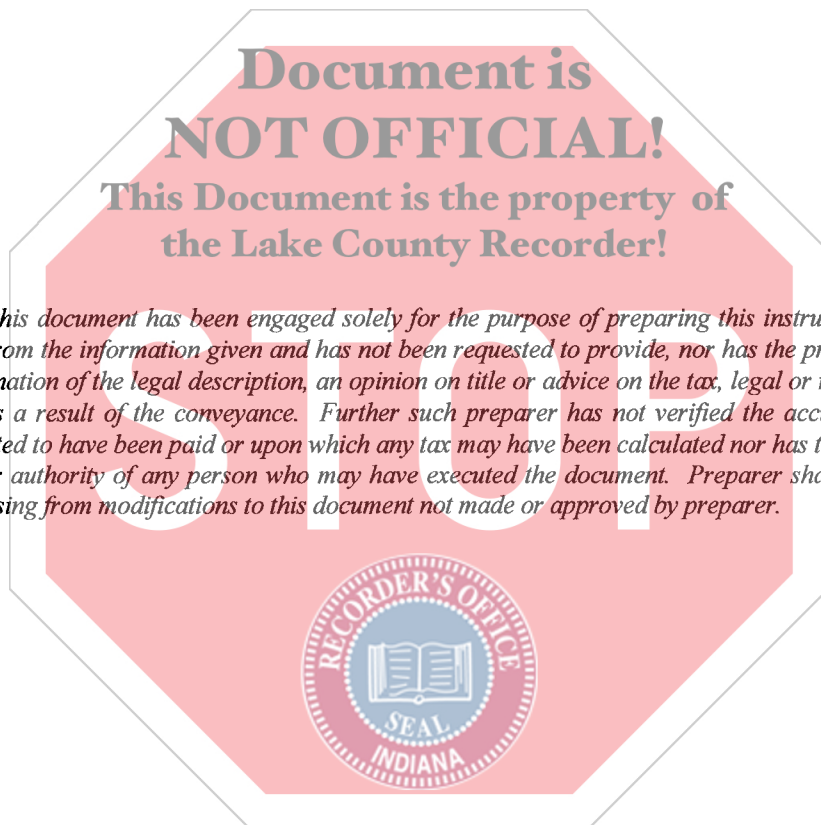 Document is
NOT OFFICIAL!
This Document is the property of
the Lake County Recorder!
his document has been engaged solely for the purpose of preparing this instru
om the information given and has not been requested to provide, nor has the pr
nation of the legal description, an opinion on title or advice on the tax, legal or
s a result of the conveyance. Further such preparer has not verified the acc
ted to have been paid or upon which any tax may have been calculated nor has t
authority of any person who may have executed the document. Preparer sha
sing from modifications to this document not made or approved by preparer.
STOP
RECORDER'S OFFICE
SEAL
INDIANA